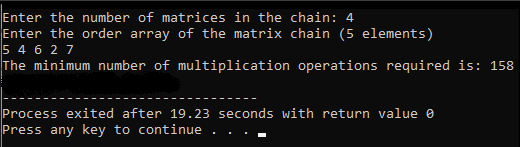 Enter the number of matrices in the chain: 4
Enter the order array of the matrix chain (5 elements)
5 4 6 2 7
The minimum number of multiplication operations required is: 158
--------------------------------
Process exited after 19.23 seconds with return value 0
Press any key to continue . . .